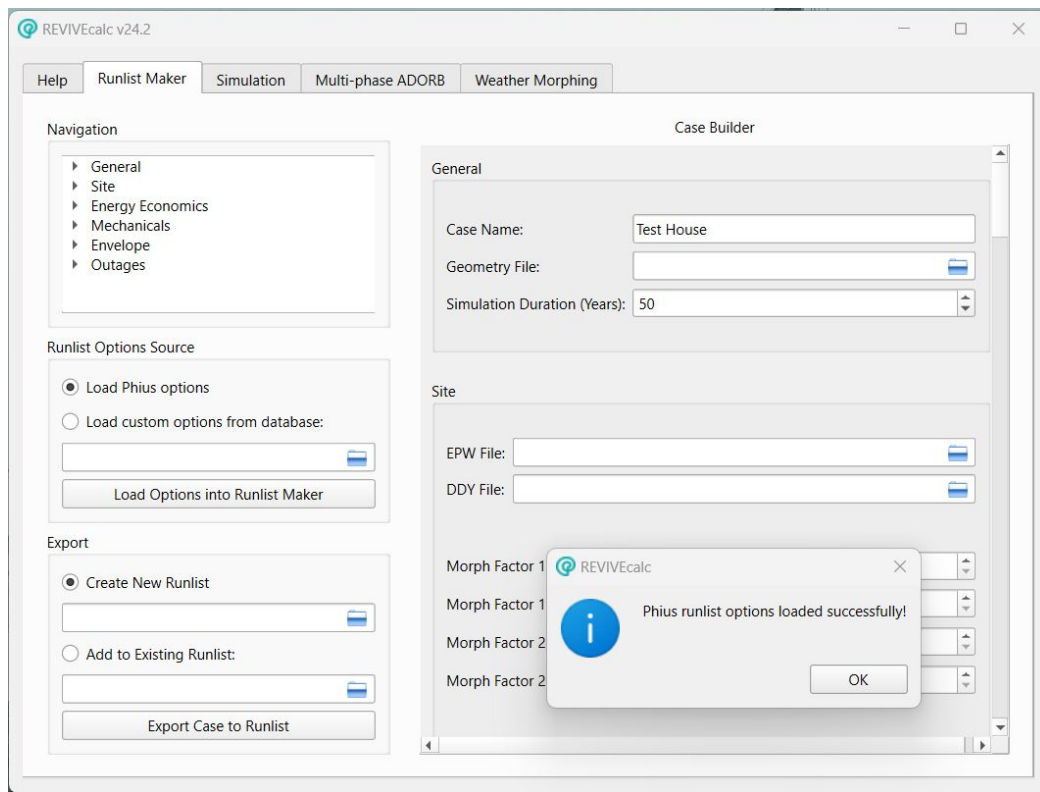 REVIVEcalc v24.2
Help
Runlist Maker
Simulation
Multi-phase ADORB
Weather Morphing
Navigation
General
Site
Energy Economics
Mechanicals
Envelope
Outages
Runlist Options Source
Load Phius options
Load custom options from database:
Load Options into Runlist Maker
Export
Create New Runlist
Add to Existing Runlist:
Export Case to Runlist
Case Builder
General
Case Name: Test House
Geometry File:
Simulation Duration (Years): 50
Site
EPW File:
DDY File:
Morph Factor 1
Morph Factor 1
Morph Factor 2
Morph Factor 2
REVIVEcalc
Phius runlist options loaded successfully!
OK